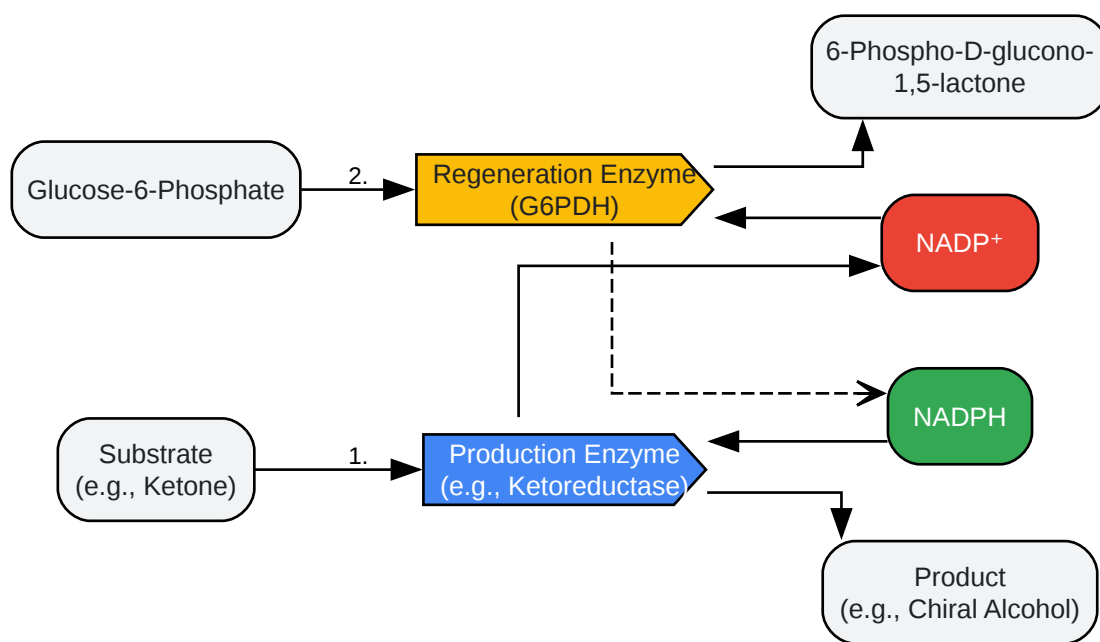 6-Phospho-D-glucono-
1,5-lactone
Glucose-6-Phosphate
2.
Regeneration Enzyme
(G6PDH)
NADP⁺
NADPH
Substrate
(e.g., Ketone)
1.
Production Enzyme
(e.g., Ketoreductase)
Product
(e.g., Chiral Alcohol)